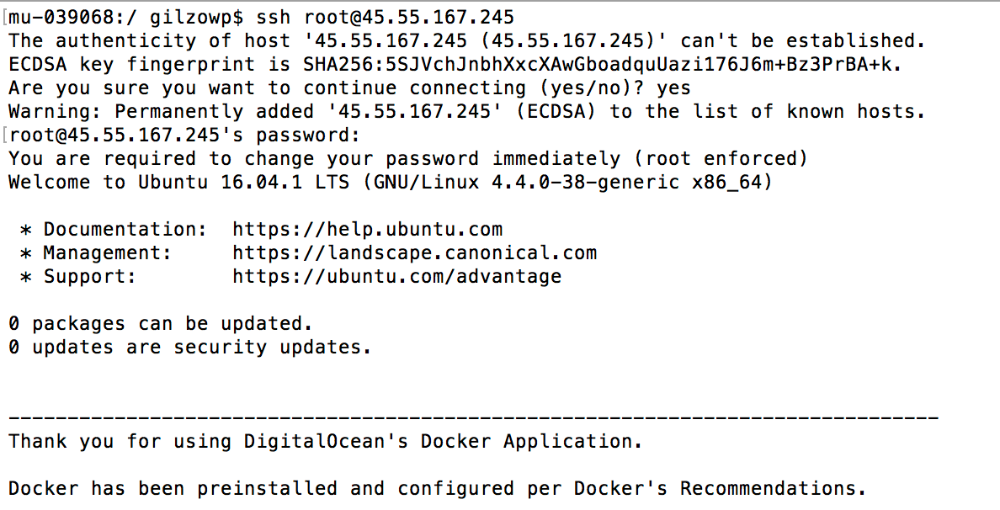 [mu-039068:/ gilzowp$ ssh root@45.55.167.245
The authenticity of host '45.55.167.245 (45.55.167.245)' can't be established.
ECDSA key fingerprint is SHA256:5SJVchJnbhXxcXAwGboadquUazi176J6m+Bz3PrBA+k.
Are you sure you want to continue connecting (yes/no)? yes
Warning: Permanently added '45.55.167.245' (ECDSA) to the list of known hosts.
[root@45.55.167.245's password:
You are required to change your password immediately (root enforced)
Welcome to Ubuntu 16.04.1 LTS (GNU/Linux 4.4.0-38-generic x86_64)
* Documentation:  https://help.ubuntu.com
* Management:     https://landscape.canonical.com
* Support:        https://ubuntu.com/advantage
0 packages can be updated.
0 updates are security updates.
-------------------------------------------------------------------------------
Thank you for using DigitalOcean's Docker Application.
Docker has been preinstalled and configured per Docker's Recommendations.